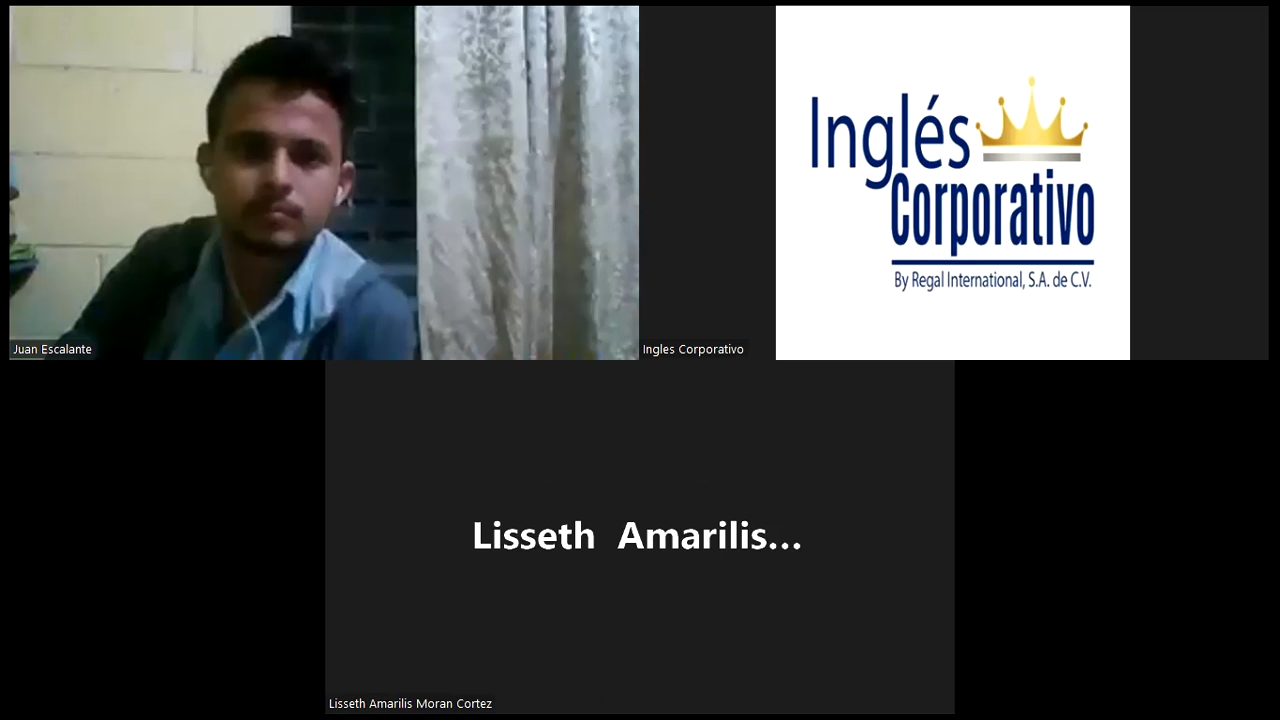 Inglés
Corporativo
By Regal International, S.A. de C.V.
Juan Escalante
Ingles Corporativo
Lisseth Amarilis...
Lisseth Amarilis Moran Cortez